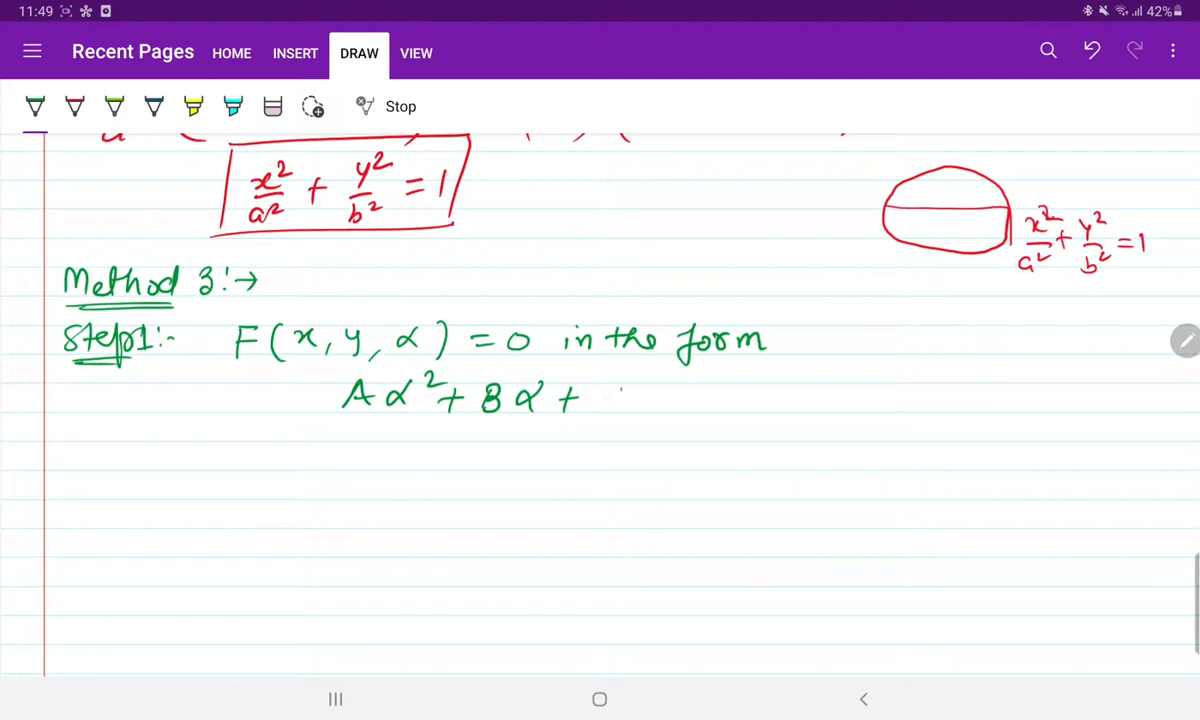 11:49 42%
Recent Pages HOME INSERT DRAW VIEW
Stop
x²/a² + y²/b² = 1
x²/a² + y²/b² = 1
Method 3:→
Step1:- F(x, y, α) = 0 in the form
Aα² + Bα +